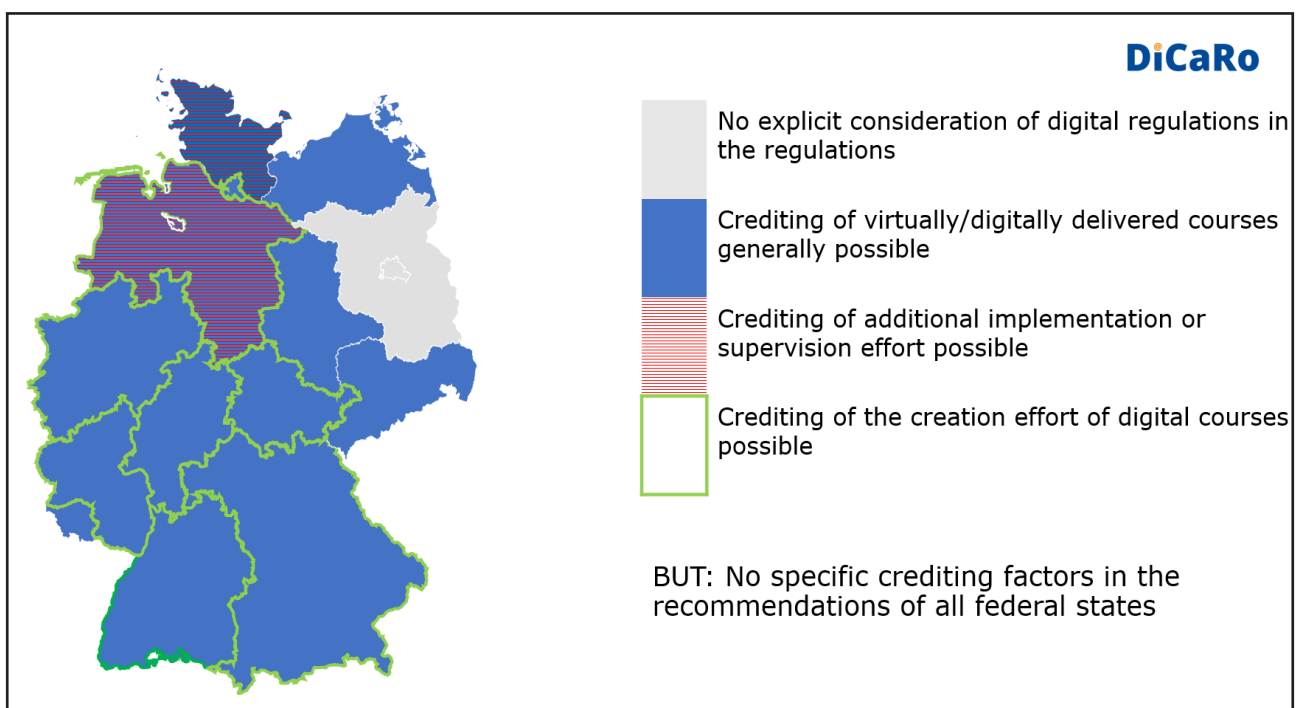 DiCaRo
No explicit consideration of digital regulations in
the regulations
Crediting of virtually/digitally delivered courses
generally possible
Crediting of additional implementation or
supervision effort possible
Crediting of the creation effort of digital courses
possible
BUT: No specific crediting factors in the
recommendations of all federal states